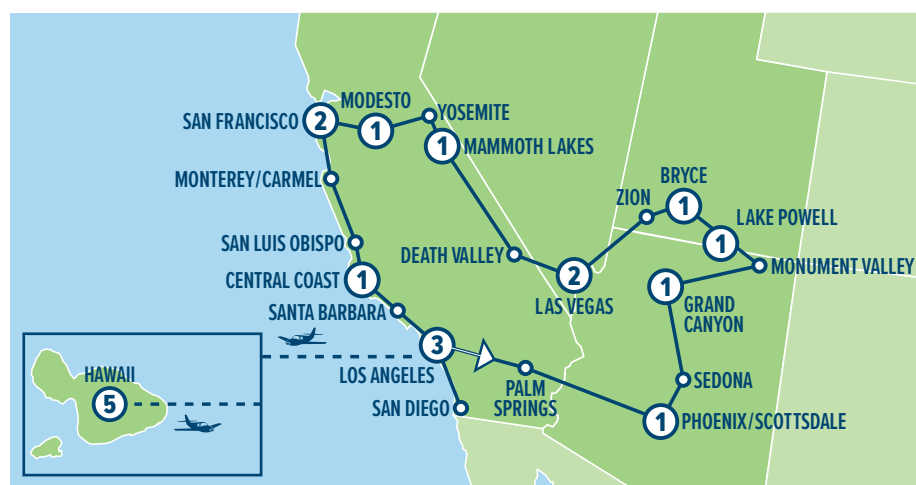 MODESTO
SAN FRANCISCO
2
1
YOSEMITE
1
MAMMOTH LAKES
MONTEREY/CARMEL
BRYCE
ZION
1
LAKE POWELL
1
SAN LUIS OBISPO
DEATH VALLEY
MONUMENT VALLEY
CENTRAL COAST
1
2
LAS VEGAS
1
GRAND
CANYON
SANTA BARBARA
3
LOS ANGELES
HAWAII
5
PALM
SPRINGS
SEDONA
SAN DIEGO
1
PHOENIX/SCOTTSDALE